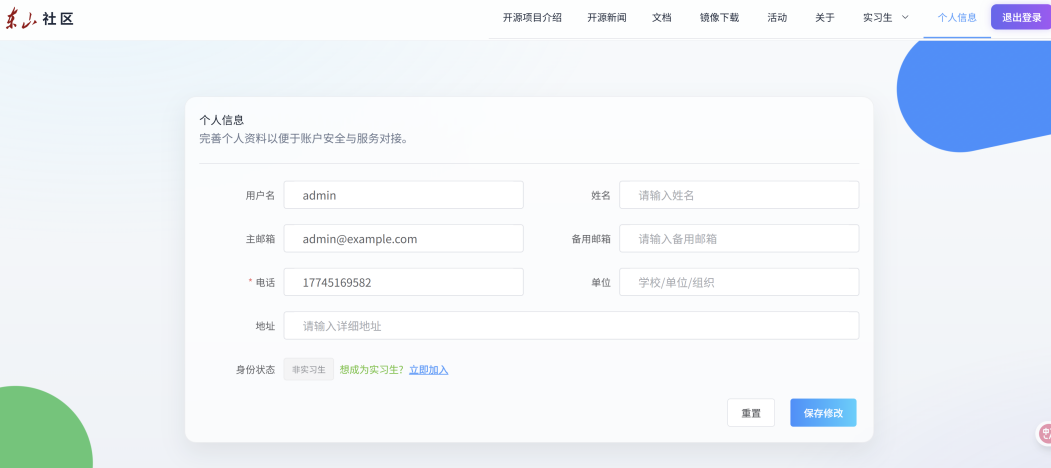 东山 社区 开源项目介绍 开源新闻 文档 镜像下载 活动 关于 实习生 个人信息 退出登录
个人信息
完善个人资料以便于账户安全与服务对接。
用户名 admin 姓名 请输入姓名
主邮箱 admin@example.com 备用邮箱 请输入备用邮箱
* 电话 17745169582 单位 学校/单位/组织
地址 请输入详细地址
身份状态 非实习生 想成为实习生? 立即加入
重置 保存修改